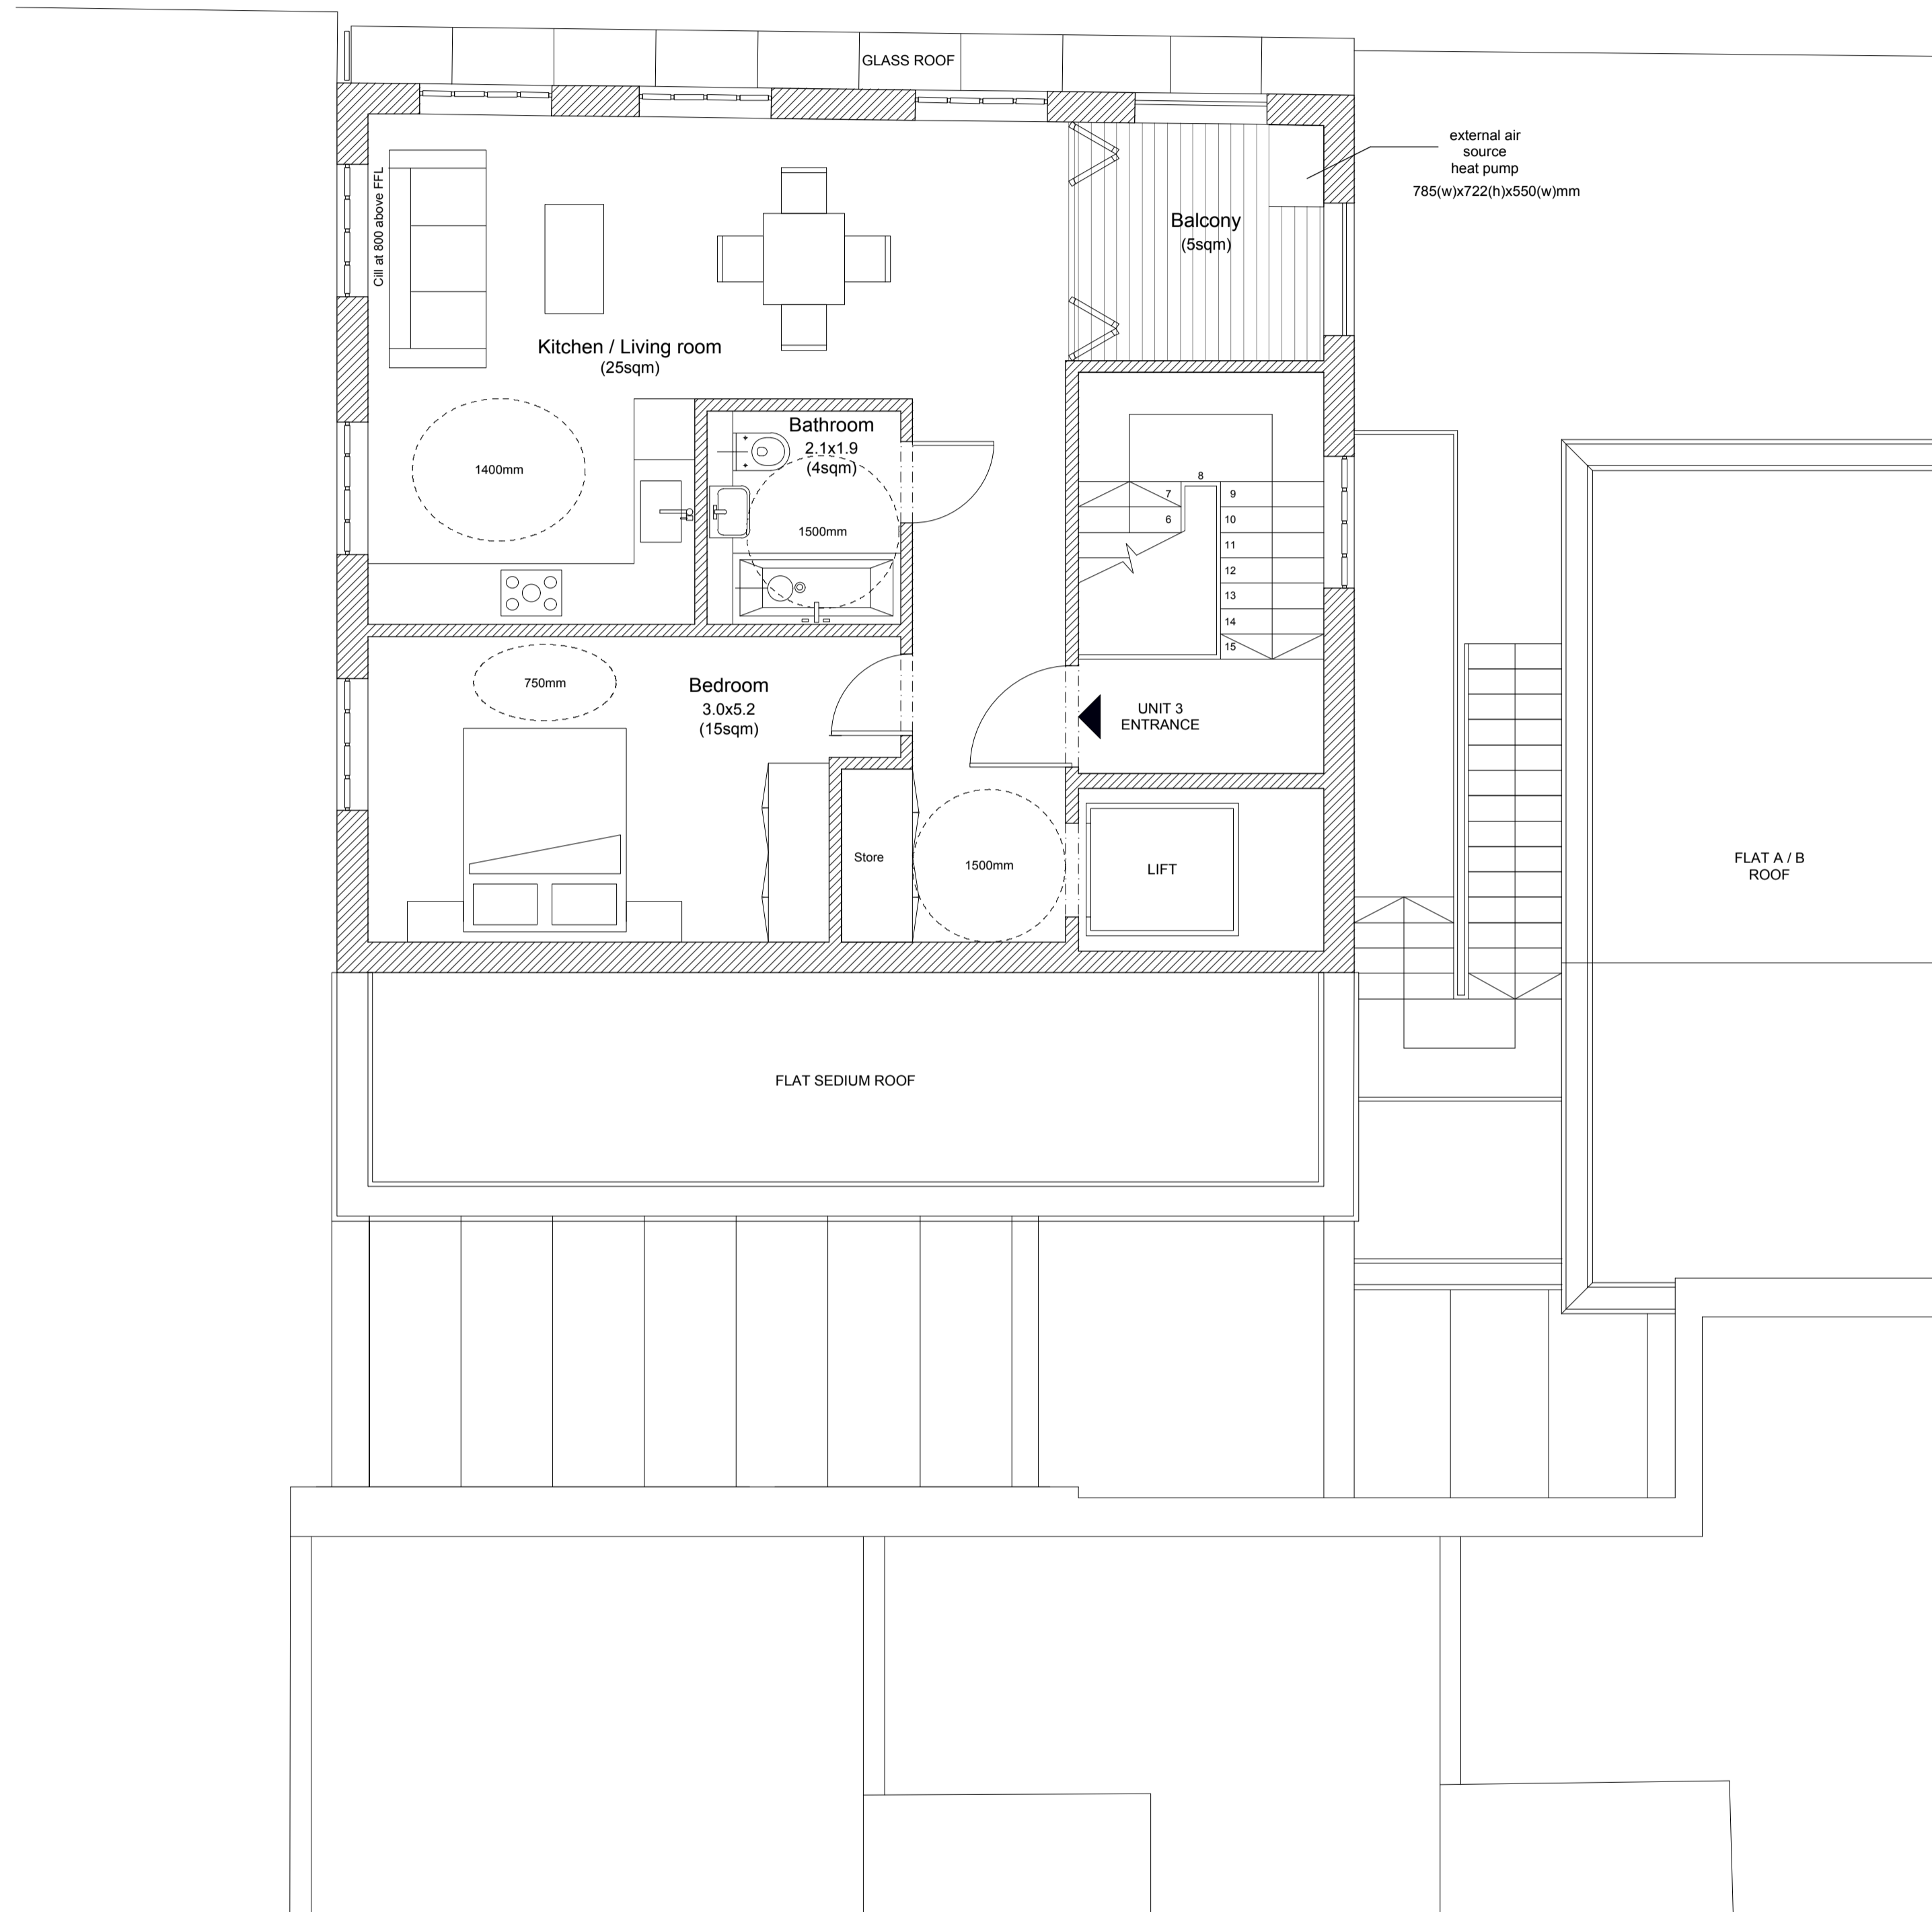 GLASS ROOF
external air
source
heat pump
785(w)x722(h)x550(w)mm
Cill at 800 above FFL
Balcony
(5sqm)
Kitchen / Living room
(25sqm)
Bathroom
2.1x1.9
(4sqm)
1400mm
1500mm
8
7
9
6
10
11
12
13
14
15
750mm
Bedroom
3.0x5.2
(15sqm)
UNIT 3
ENTRANCE
Store
1500mm
LIFT
FLAT A / B
ROOF
FLAT SEDIUM ROOF